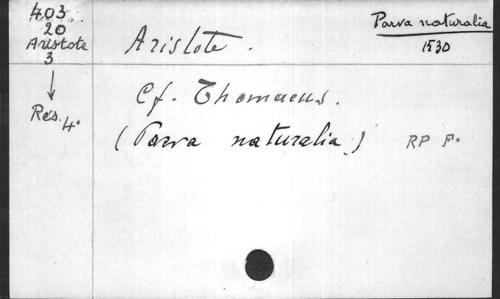 403
20
Aristote
3
Res. 4.
Aristote.
Parva naturalia
1530
Cf. Thomaeus.
(Parva naturalia)
RP F.